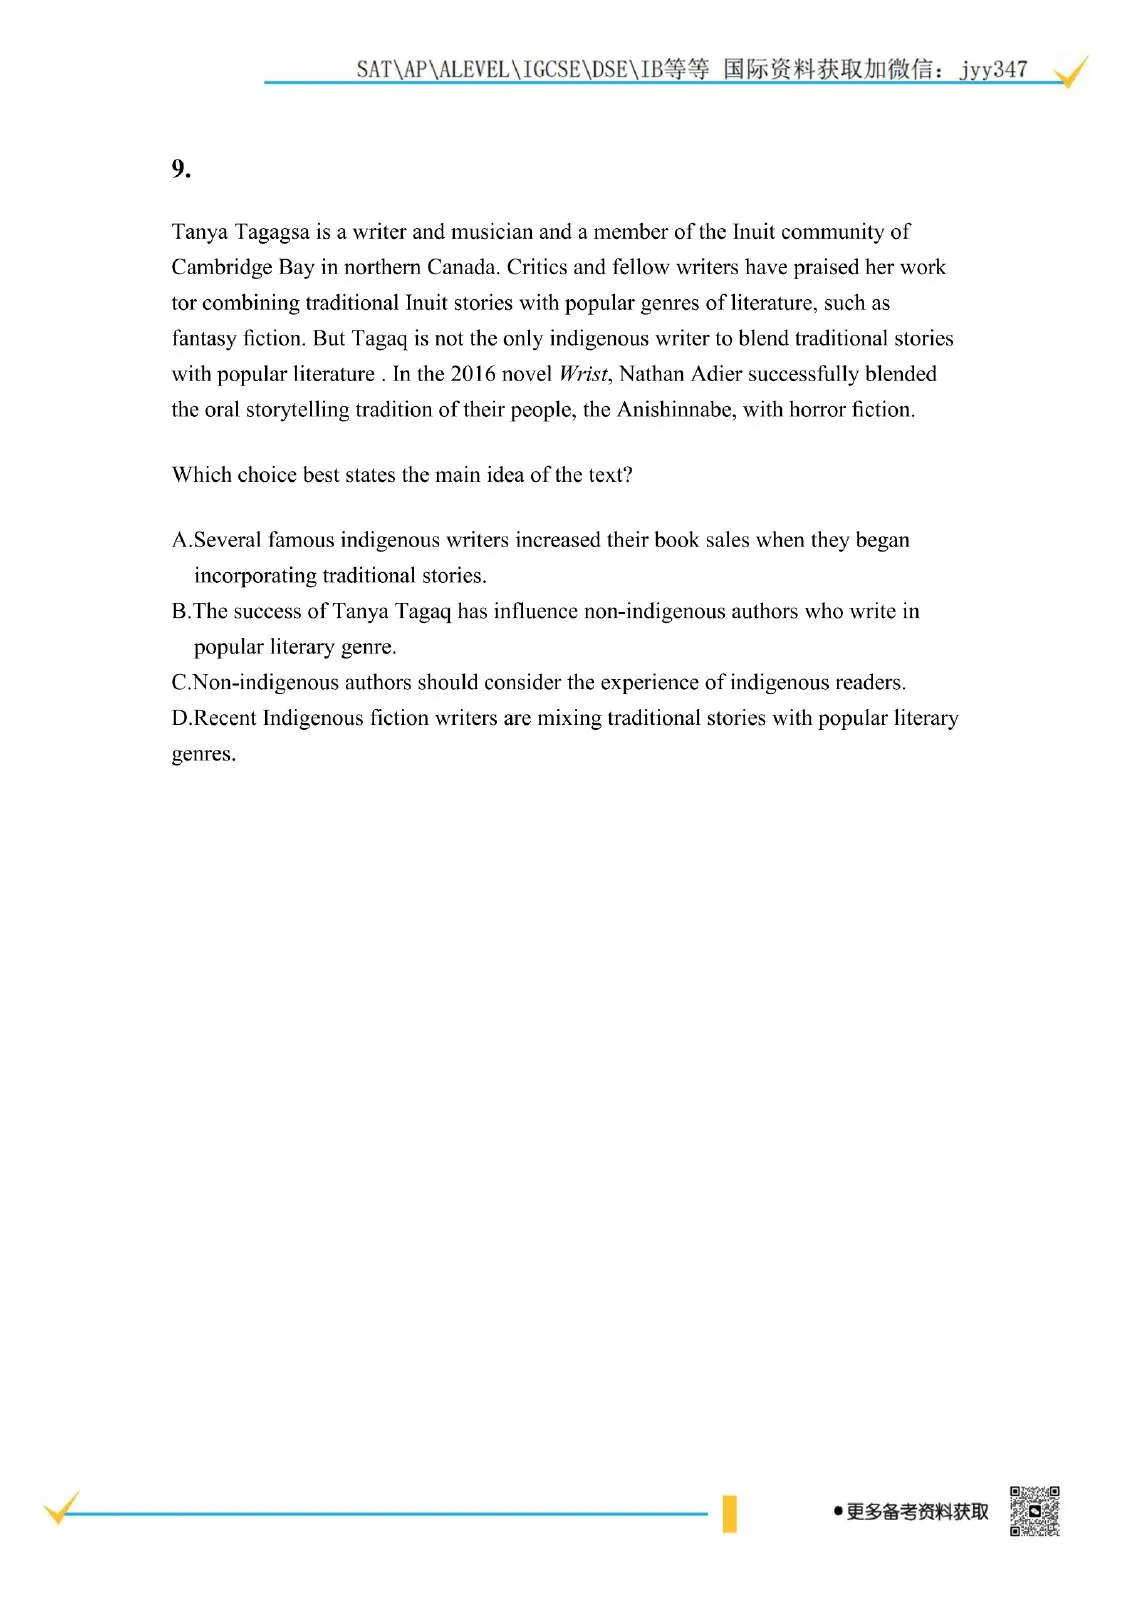 SAT\AP\ALEVEL\IGCSE\DSE\IB等等 国际资料获取加微信：jyy347
9.
Tanya Tagagsa is a writer and musician and a member of the Inuit community of
Cambridge Bay in northern Canada. Critics and fellow writers have praised her work
tor combining traditional Inuit stories with popular genres of literature, such as
fantasy fiction. But Tagaq is not the only indigenous writer to blend traditional stories
with popular literature . In the 2016 novel Wrist, Nathan Adier successfully blended
the oral storytelling tradition of their people, the Anishinnabe, with horror fiction.
Which choice best states the main idea of the text?
A.Several famous indigenous writers increased their book sales when they began
incorporating traditional stories.
B.The success of Tanya Tagaq has influence non-indigenous authors who write in
popular literary genre.
C.Non-indigenous authors should consider the experience of indigenous readers.
D.Recent Indigenous fiction writers are mixing traditional stories with popular literary
genres.
•更多备考资料获取